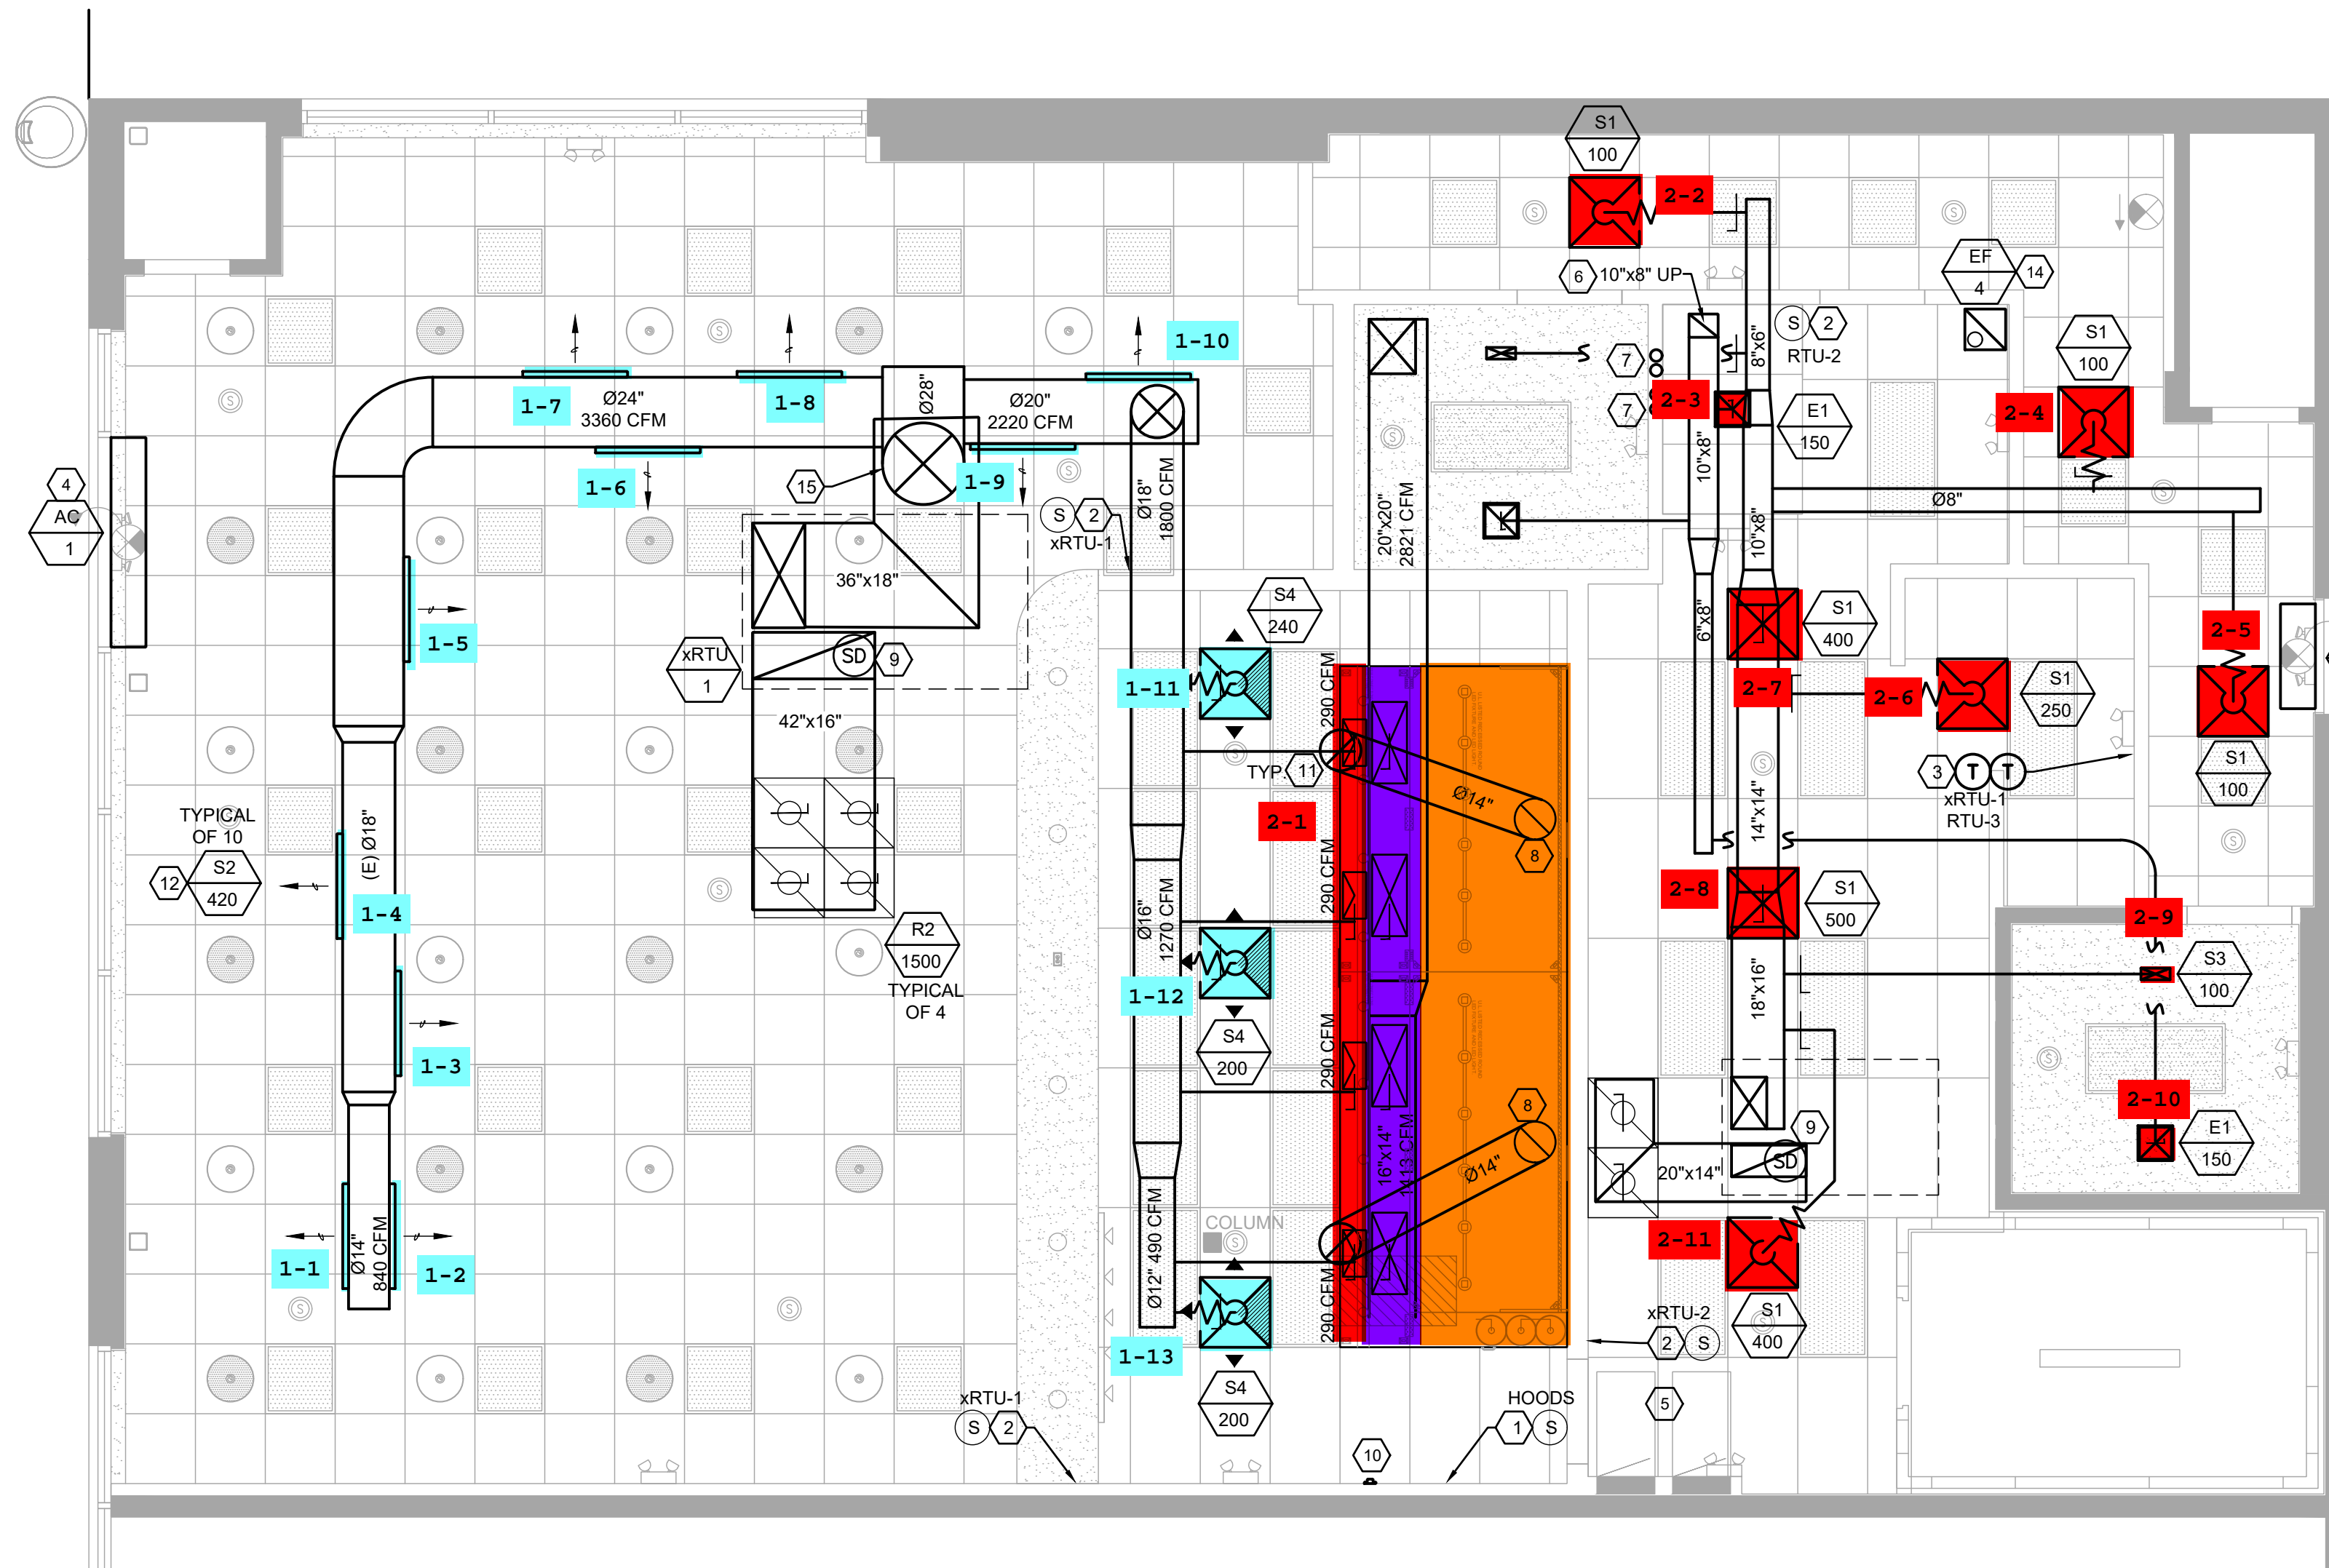 S1
100
2-2
6
10"x8" UP
EF
4
14
S
2
RTU-2
8"x6"
S1
100
2-4
7
7
2-3
E1
150
10"x8"
10"x8"
Ø8"
1-10
1-7
Ø24"
3360 CFM
1-8
Ø28"
Ø20"
2220 CFM
1-6
15
1-9
Ø18"
1800 CFM
S
2
xRTU-1
20"x20"
2821 CFM
4
AC
1
36"x18"
1-5
xRTU
1
SD
9
42"x16"
S4
240
1-11
290 CFM
TYP.
11
Ø14"
8
2-1
6"x8"
S1
400
2-7
2-6
S1
250
2-5
S1
100
3
T
T
xRTU-1
RTU-3
14"x14"
TYPICAL
OF 10
12
S2
420
(E) Ø18"
1-4
R2
1500
TYPICAL
OF 4
Ø16"
1270 CFM
290 CFM
1-12
S4
200
290 CFM
2-8
S1
500
2-9
S3
100
18"x16"
1-3
8
Ø14"
16"x14"
1413 CFM
2-10
E1
150
9
SD
20"x14"
1-1
Ø14"
840 CFM
1-2
Ø12" 490 CFM
COLUMN
S
290 CFM
2-11
S1
400
1-13
S4
200
xRTU-2
2
S
xRTU-1
S
2
HOODS
1
S
10
5